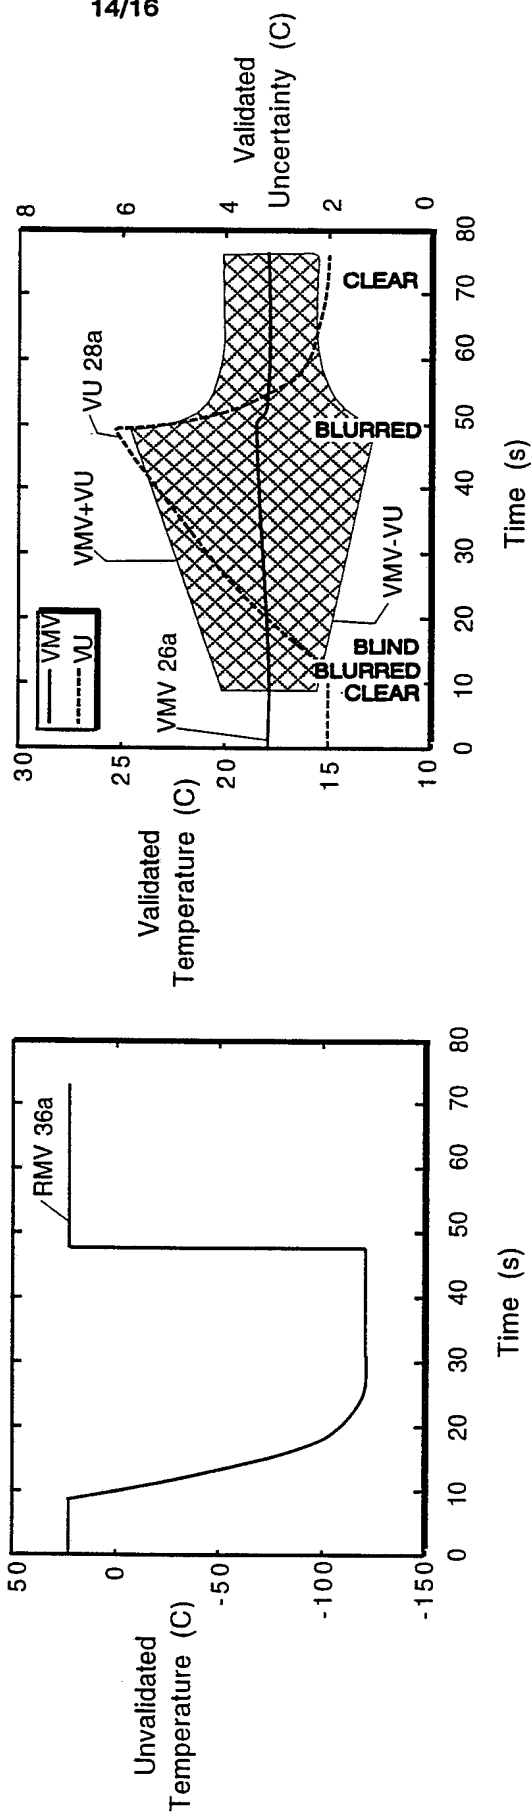 14/16
Unvalidated
Temperature (C)
50
0
-50
-100
-150
RMV 36a
0
10
20
30
40
50
60
70
80
Time (s)
Validated
Temperature (C)
30
25
20
15
10
VMV
VU
VMV 26a
VMV+VU
VU 28a
VMV-VU
BLIND
BLURRED
CLEAR
BLURRED
CLEAR
0
10
20
30
40
50
60
70
80
Time (s)
8
6
4
2
0
Validated
Uncertainty (C)